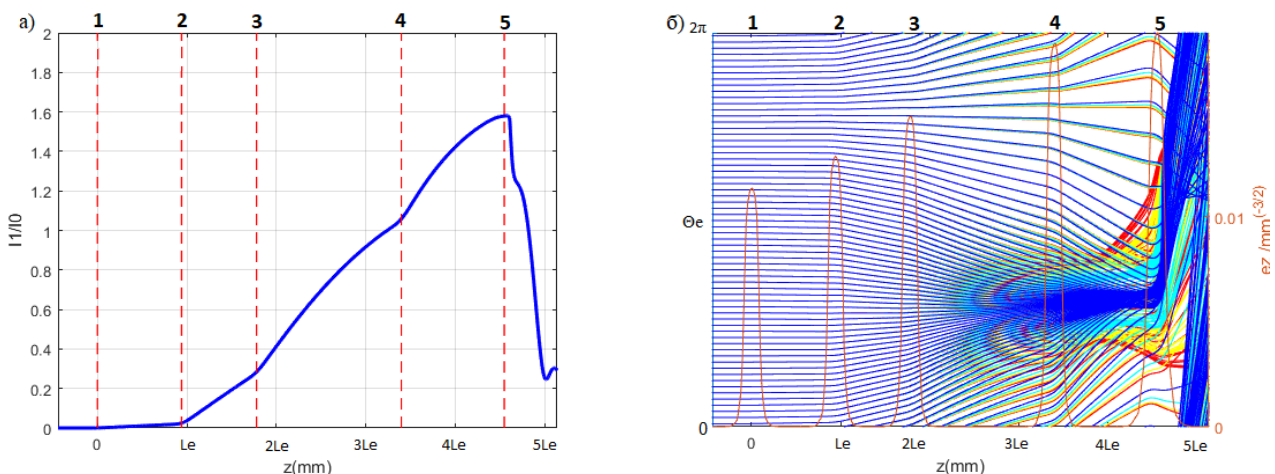 а) 1 2 3 4 5
2
1.8
1.6
1.4
1.2
1
0.8
0.6
0.4
0.2
0
I1/I0
0 Le 2Le 3Le 4Le 5Le
z(mm)
б) 2π 1 2 3 4 5
Θe
0
0 Le 2Le 3Le 4Le 5Le
z(mm)
0.01
0
ez /mm^(-3/2)